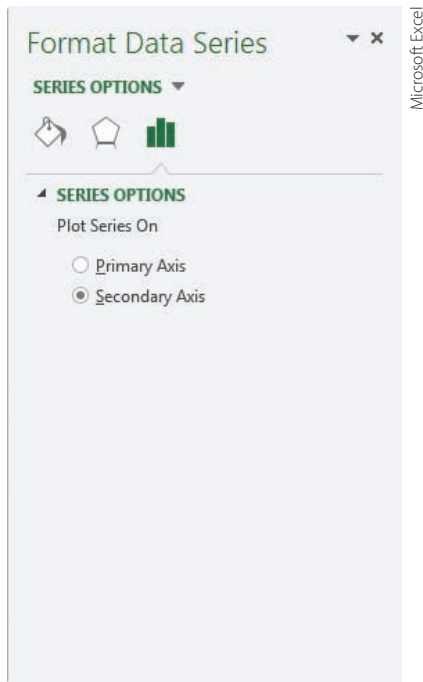 Format Data Series
SERIES OPTIONS
SERIES OPTIONS
Plot Series On
Primary Axis
Secondary Axis
Microsoft Excel